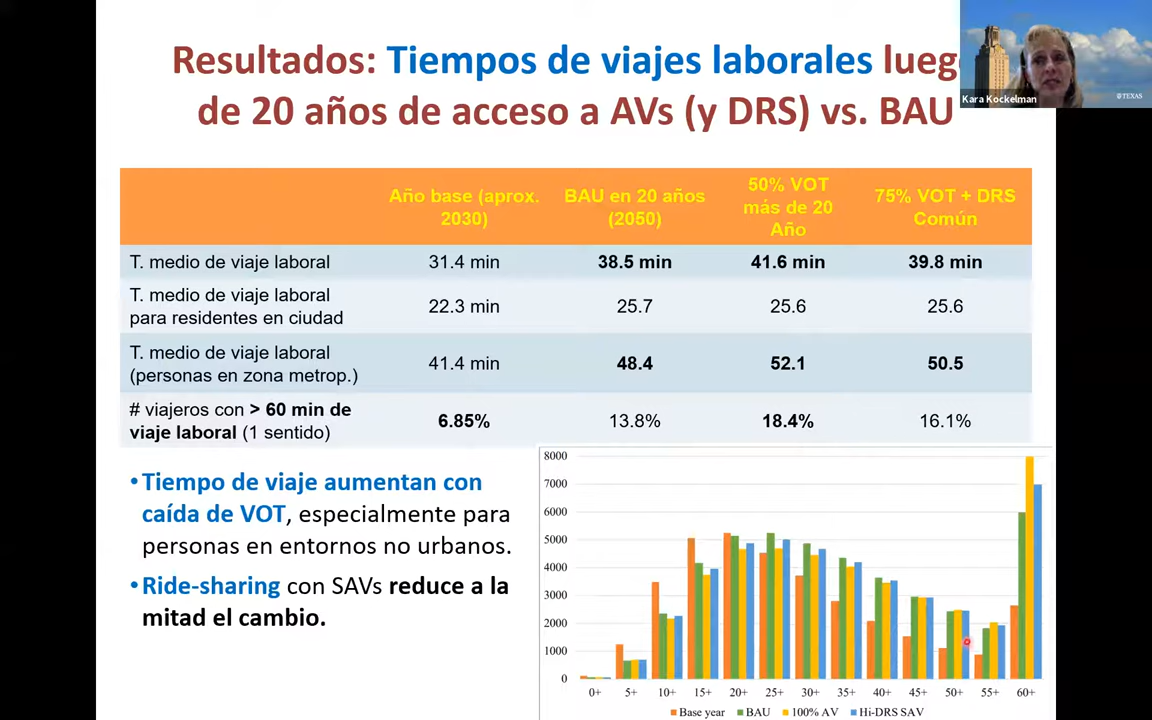 Resultados: Tiempos de viajes laborales lueg
de 20 años de acceso a AVs (y DRS) vs. BAU
Kara Kockelman
TEXAS
Año base (aprox. 2030)
BAU en 20 años (2050)
50% VOT más de 20 Año
75% VOT + DRS Común
T. medio de viaje laboral
31.4 min
38.5 min
41.6 min
39.8 min
T. medio de viaje laboral
para residentes en ciudad
22.3 min
25.7
25.6
25.6
T. medio de viaje laboral
(personas en zona metrop.)
41.4 min
48.4
52.1
50.5
# viajeros con > 60 min de
viaje laboral (1 sentido)
6.85%
13.8%
18.4%
16.1%
•Tiempo de viaje aumentan con
caída de VOT, especialmente para
personas en entornos no urbanos.
•Ride-sharing con SAVs reduce a la
mitad el cambio.
8000
7000
6000
5000
4000
3000
2000
1000
0
0+ 5+ 10+ 15+ 20+ 25+ 30+ 35+ 40+ 45+ 50+ 55+ 60+
Base year BAU 100% AV Hi-DRS SAV